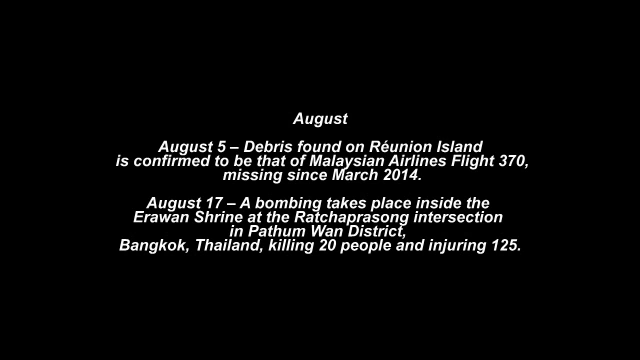 August
August 5 – Debris found on Réunion Island
is confirmed to be that of Malaysian Airlines Flight 370,
missing since March 2014.
August 17 – A bombing takes place inside the
Erawan Shrine at the Ratchaprasong intersection
in Pathum Wan District,
Bangkok, Thailand, killing 20 people and injuring 125.